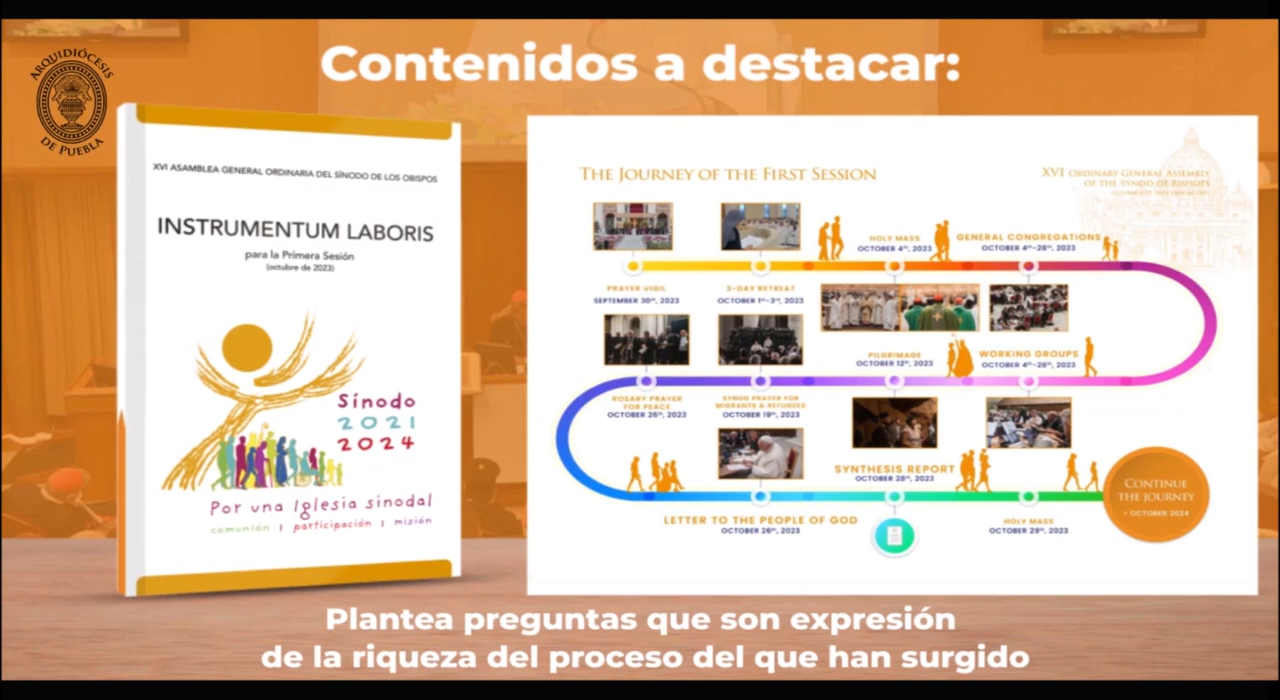 Contenidos a destacar:
ARQUIDIÓCESIS
DE PUEBLA
XVI ASAMBLEA GENERAL ORDINARIA DEL SÍNODO DE LOS OBISPOS
INSTRUMENTUM LABORIS
para la Primera Sesión
(octubre de 2023)
Sínodo
2021
2024
Por una Iglesia sinodal
comunión | participación | misión
THE JOURNEY OF THE FIRST SESSION
XVI ORDINARY GENERAL ASSEMBLY
OF THE SYNOD OF BISHOPS
HOLY MASS
OCTOBER 4th, 2023
GENERAL CONGREGATIONS
OCTOBER 4th-28th, 2023
PRAYER VIGIL
SEPTEMBER 30th, 2023
3-DAY RETREAT
OCTOBER 1st-3rd, 2023
PILGRIMAGE
OCTOBER 12th, 2023
WORKING GROUPS
OCTOBER 4th-28th, 2023
ROSARY PRAYER
FOR PEACE
OCTOBER 26th, 2023
SYNOD PRAYER FOR
MIGRANTS & REFUGEES
OCTOBER 19th, 2023
SYNTHESIS REPORT
OCTOBER 28th, 2023
CONTINUE
THE JOURNEY
› OCTOBER 2024
LETTER TO THE PEOPLE OF GOD
OCTOBER 26th, 2023
HOLY MASS
OCTOBER 29th, 2023
Plantea preguntas que son expresión
de la riqueza del proceso del que han surgido